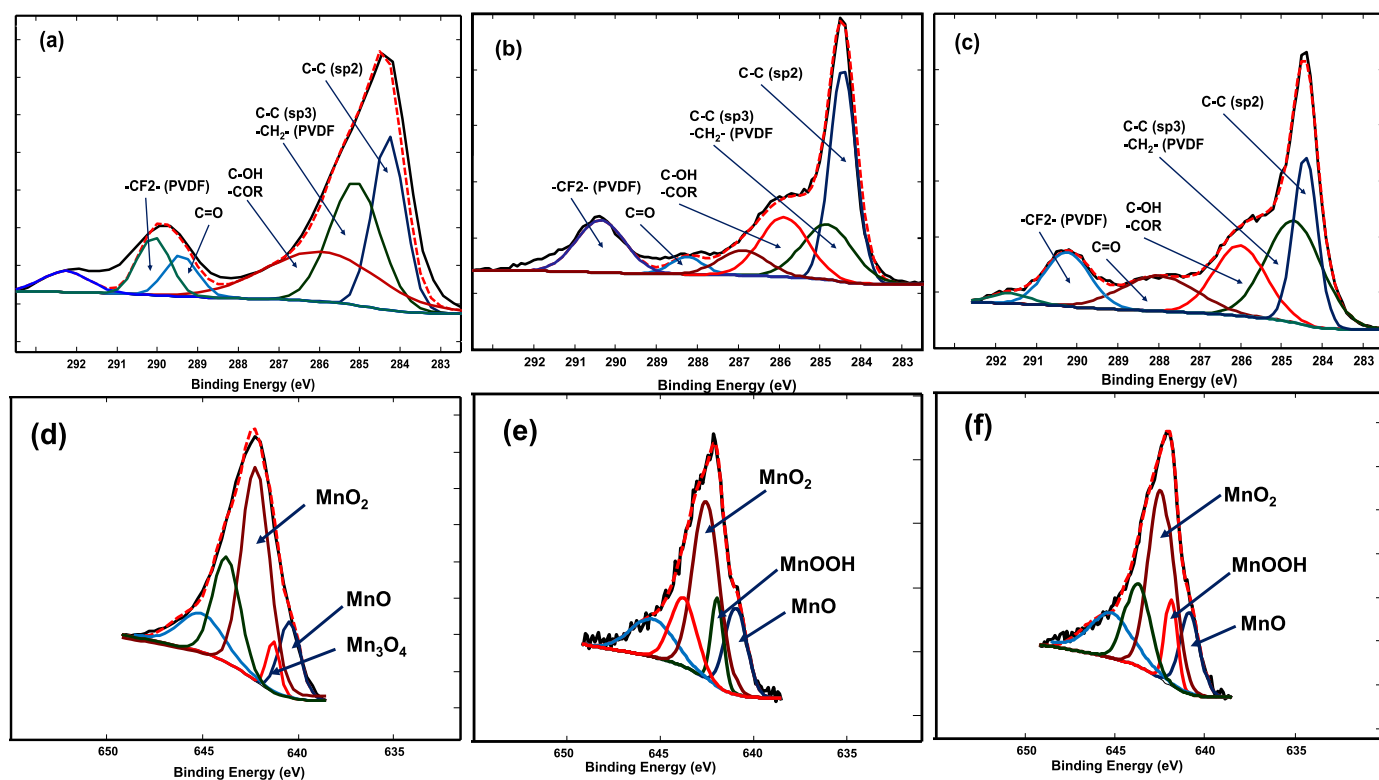 (a)
C-C (sp2)
C-C (sp3)
-CH2- (PVDF
C-OH
-COR
-CF2- (PVDF)
C=O
292 291 290 289 287 286 285 284 283
Binding Energy (eV)
(b)
C-C (sp2)
C-C (sp3)
-CH2- (PVDF
C-OH
-COR
-CF2- (PVDF)
C=O
292 291 290 289 287 286 285 284 283
Binding Energy (eV)
(c)
C-C (sp2)
C-C (sp3)
-CH2- (PVDF
-CF2- (PVDF)
C-OH
-COR
C=O
292 291 290 289 287 286 285 284 283
Binding Energy (eV)
(d)
MnO2
MnO
Mn3O4
650 645 640 635
Binding Energy (eV)
(e)
MnO2
MnOOH
MnO
650 645 640 635
Binding Energy (eV)
(f)
MnO2
MnOOH
MnO
650 645 640 635
Binding Energy (eV)